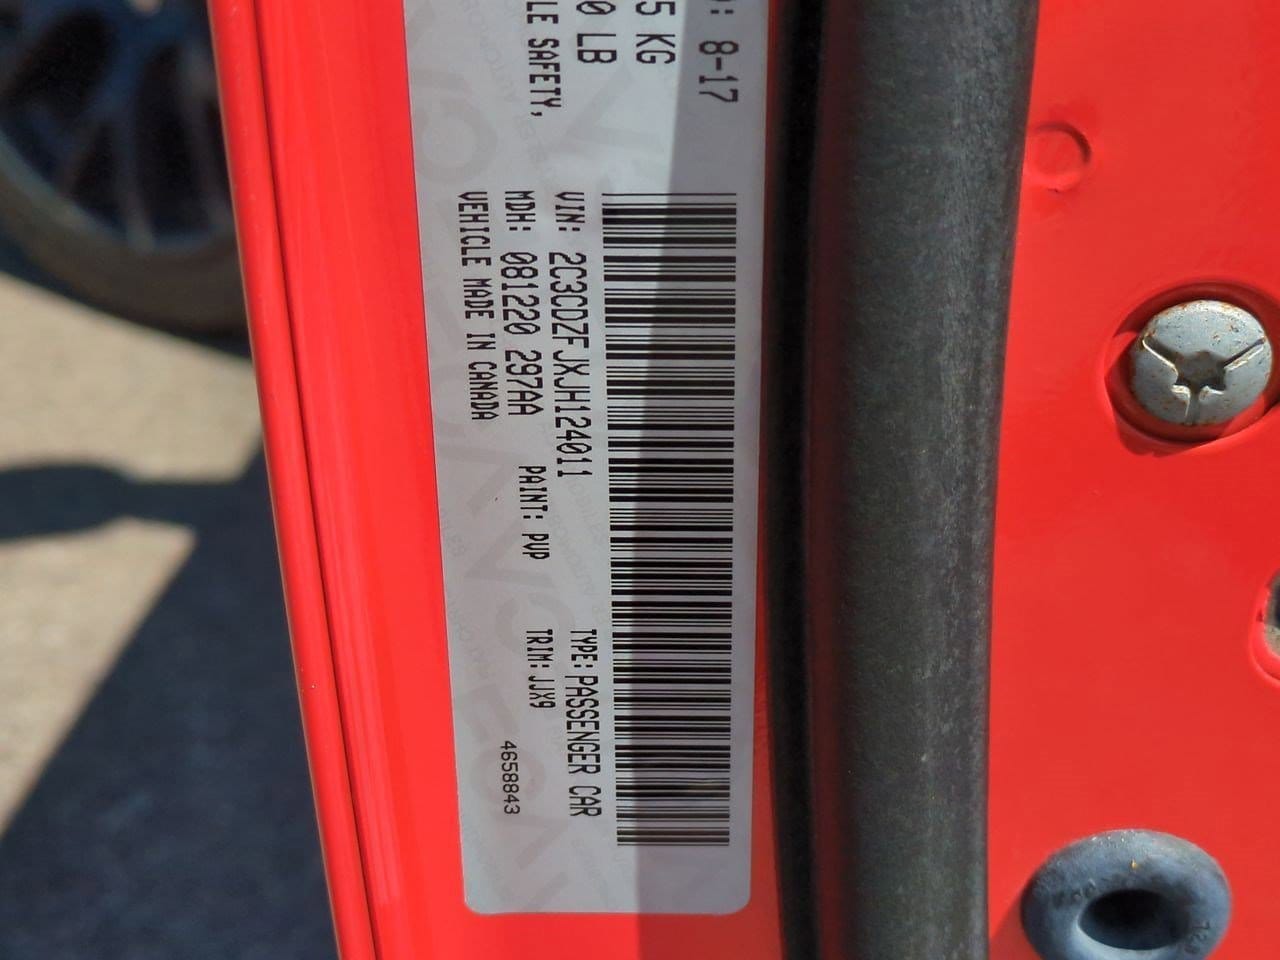 : 8-17
5 KG
0 LB
LE SAFETY,
VIN: 2C3CDZFJXJH124011
TYPE: PASSENGER CAR
MDH: 081220 297AA
PAINT: PVP
TRIM: JJX9
VEHICLE MADE IN CANADA
4658843